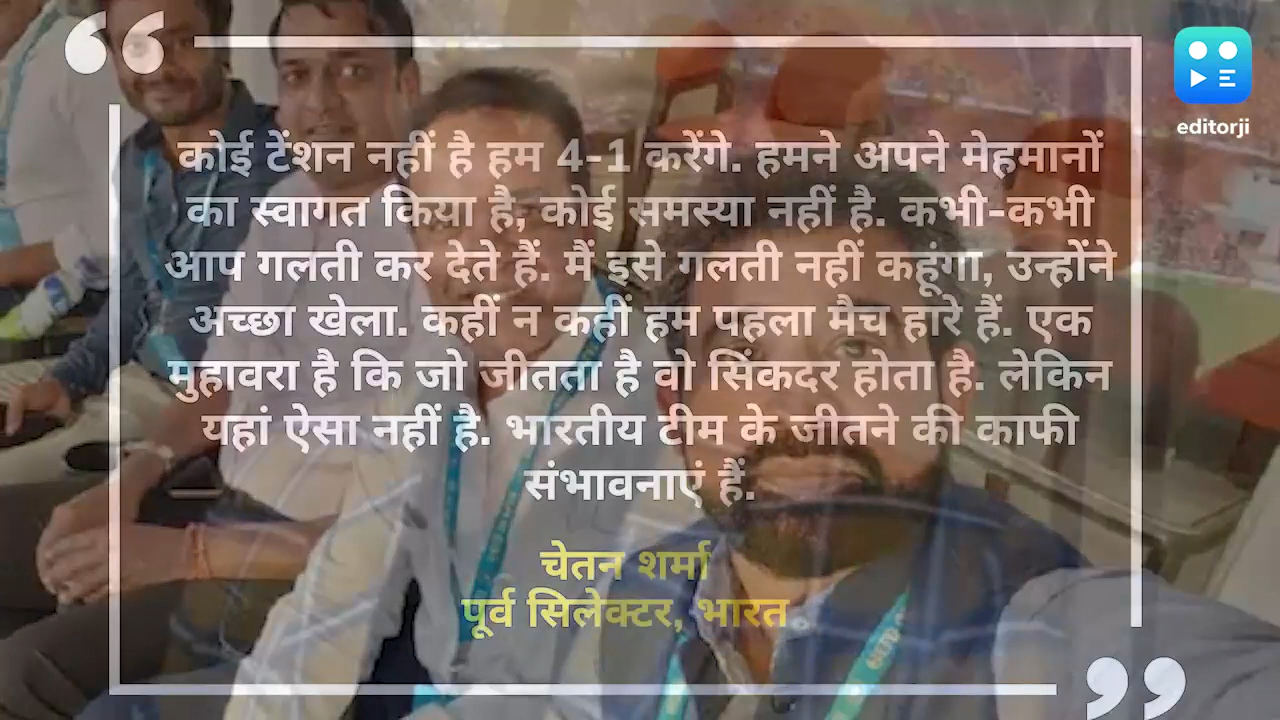 editorji
कोई टेंशन नहीं है हम 4-1 करेंगे. हमने अपने मेहमानों
का स्वागत किया है, कोई समस्या नहीं है. कभी-कभी
आप गलती कर देते हैं. मैं इसे गलती नहीं कहूंगा, उन्होंने
अच्छा खेला. कहीं न कहीं हम पहला मैच हारे हैं. एक
मुहावरा है कि जो जीतता है वो सिंकदर होता है. लेकिन
यहां ऐसा नहीं है. भारतीय टीम के जीतने की काफी
संभावनाएं हैं.
चेतन शर्मा
पूर्व सिलेक्टर, भारत